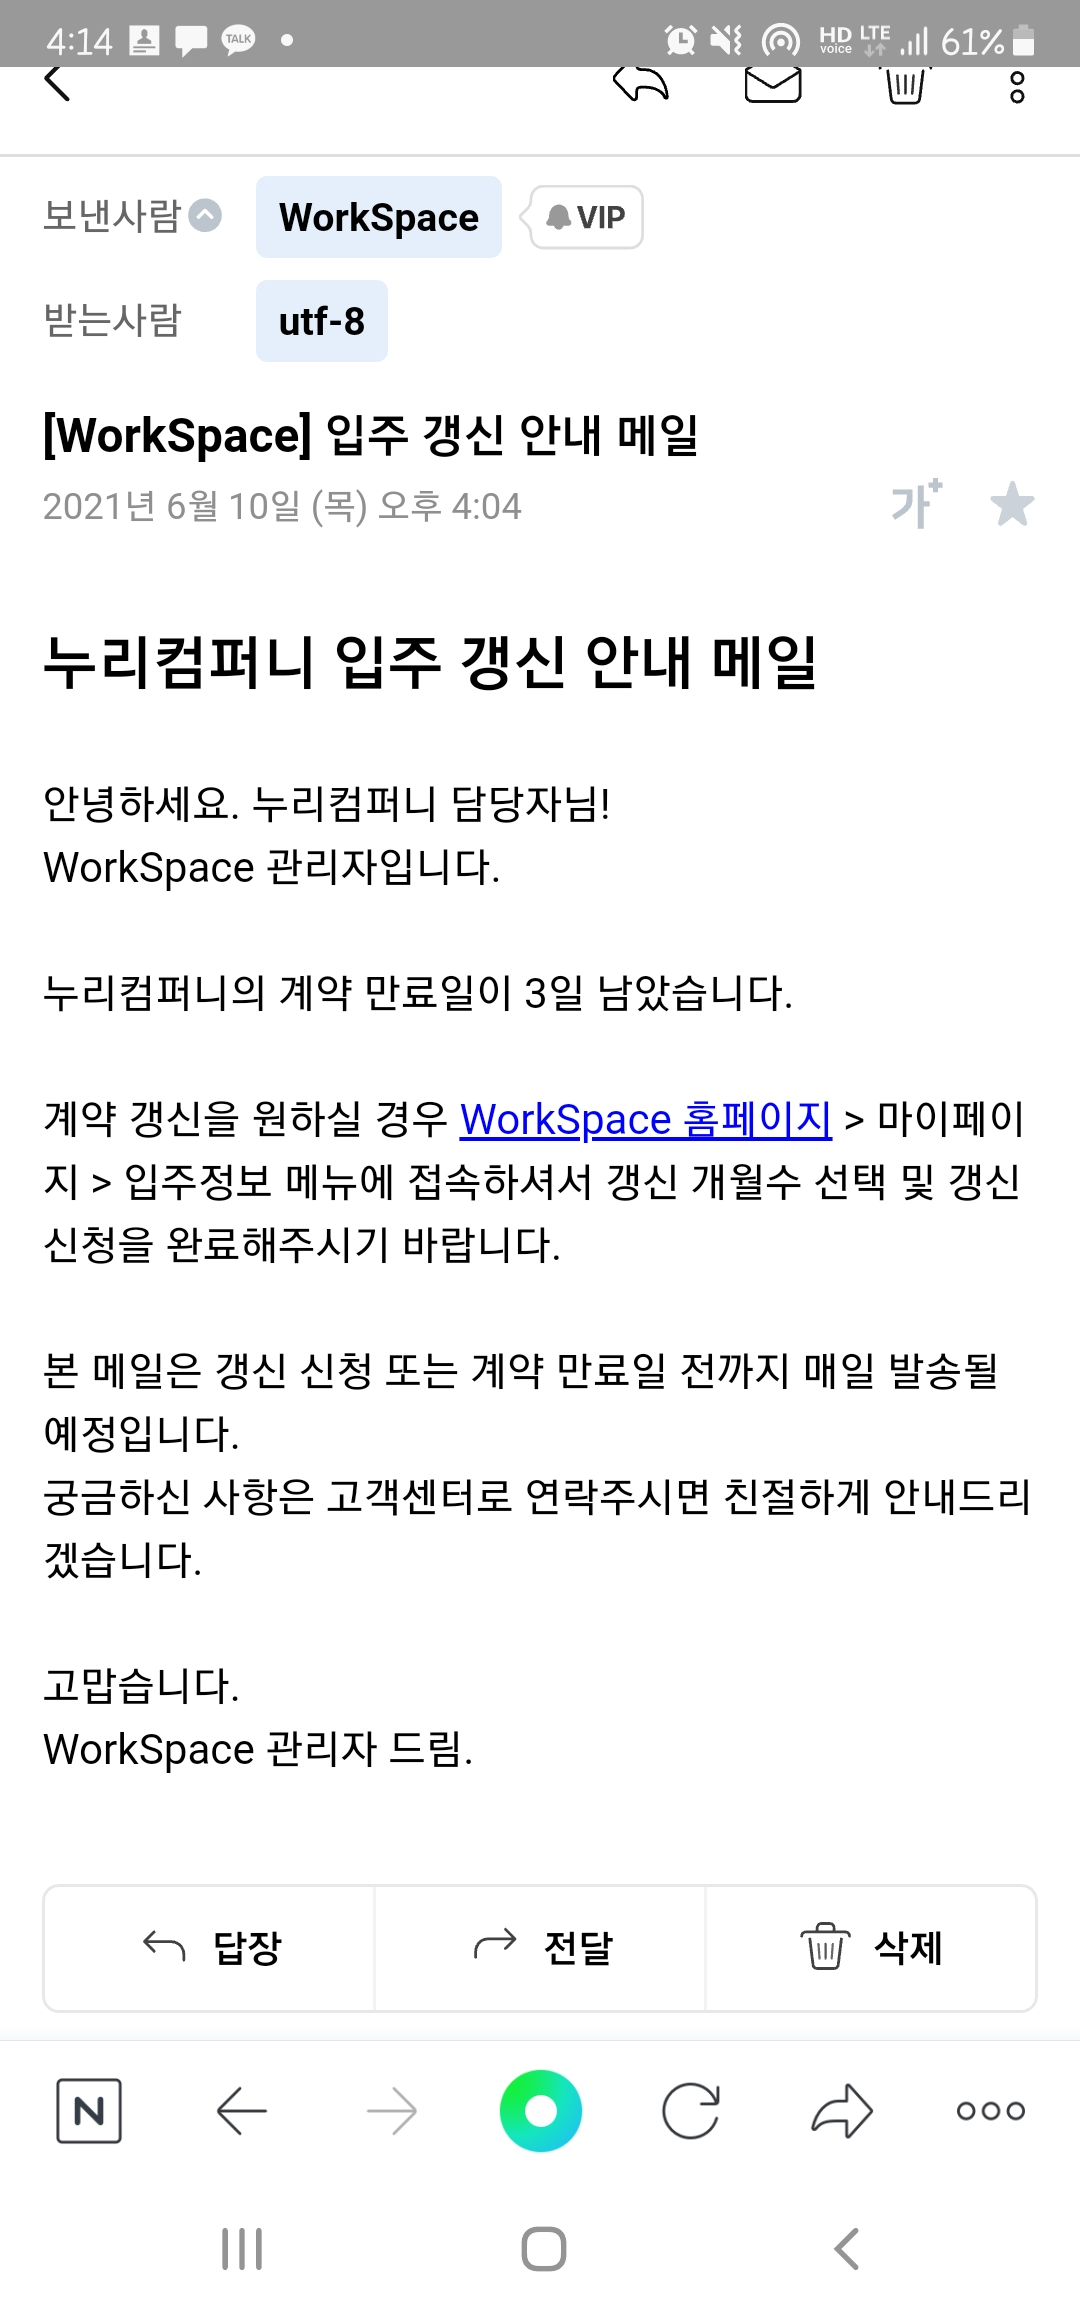 4:14 TALK HD voice LTE 61%
보낸사람 WorkSpace VIP
받는사람 utf-8
[WorkSpace] 입주 갱신 안내 메일
2021년 6월 10일 (목) 오후 4:04 가+
누리컴퍼니 입주 갱신 안내 메일
안녕하세요. 누리컴퍼니 담당자님!
WorkSpace 관리자입니다.
누리컴퍼니의 계약 만료일이 3일 남았습니다.
계약 갱신을 원하실 경우 WorkSpace 홈페이지 > 마이페이
지 > 입주정보 메뉴에 접속하셔서 갱신 개월수 선택 및 갱신
신청을 완료해주시기 바랍니다.
본 메일은 갱신 신청 또는 계약 만료일 전까지 매일 발송될
예정입니다.
궁금하신 사항은 고객센터로 연락주시면 친절하게 안내드리
겠습니다.
고맙습니다.
WorkSpace 관리자 드림.
답장 전달 삭제
N